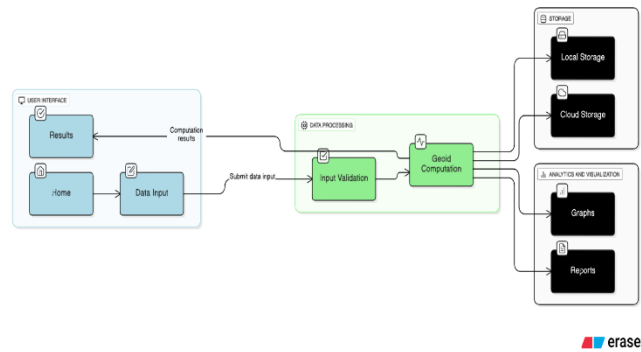 STORAGE
Local Storage
Cloud Storage
USER INTERFACE
Results
Computation
results
DATA PROCESSING
Geoid
Computation
Input Validation
Home
Data Input
Submit data input
ANALYTICS AND VISUALIZATION
Graphs
Reports
erase